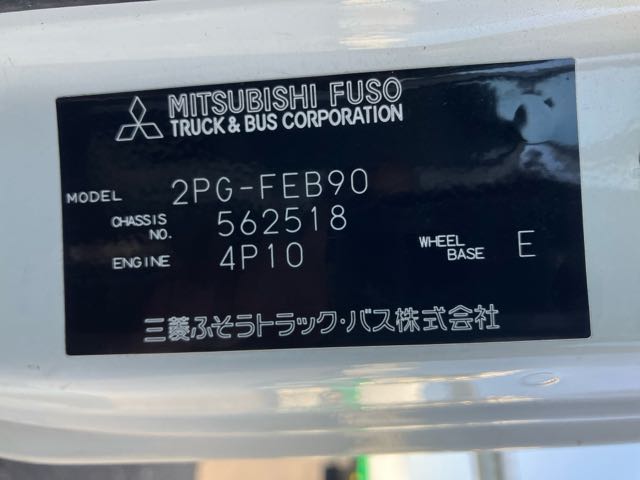 MITSUBISHI FUSO
TRUCK & BUS CORPORATION
MODEL 2PG-FEB90
CHASSIS NO. 562518
ENGINE 4P10 WHEEL BASE E
三菱ふそうトラック・バス株式会社